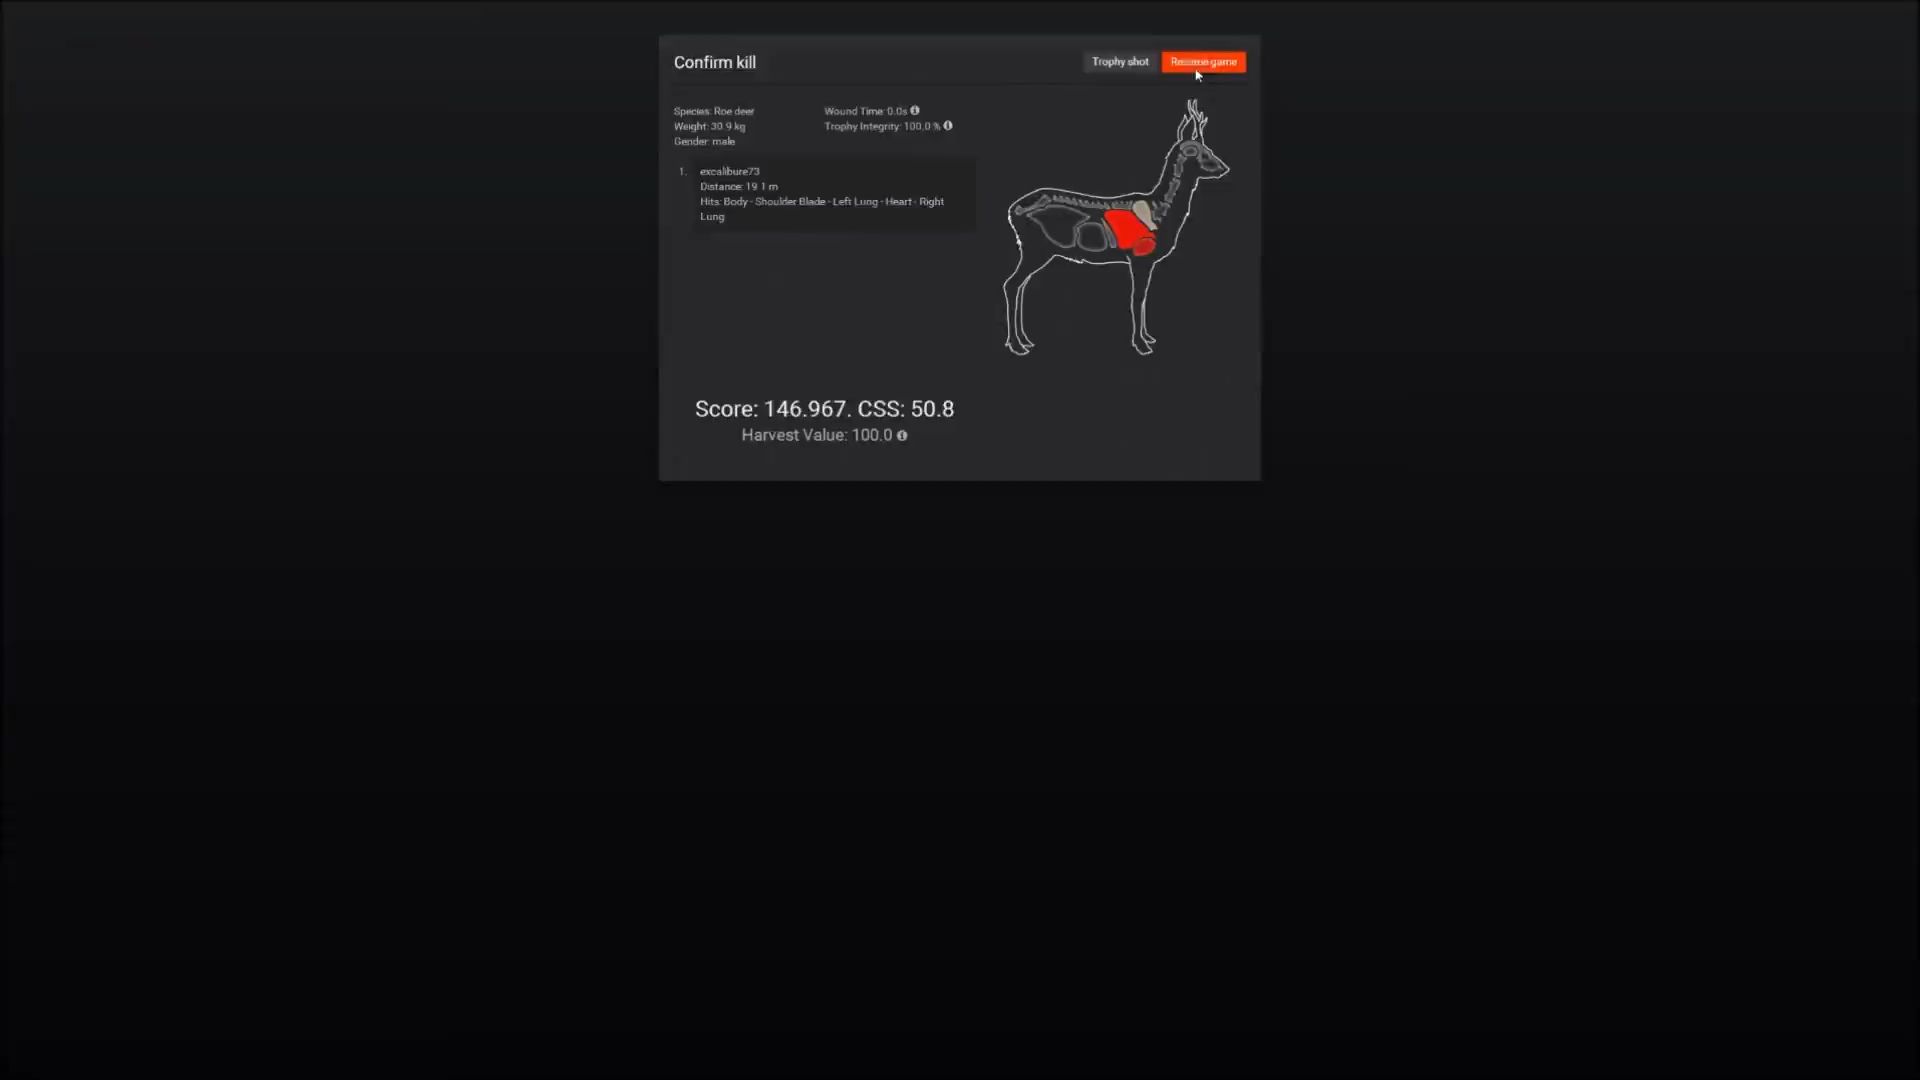 Confirm kill
Trophy shot
Resume game
Species: Roe deer
Weight: 30.9 kg
Gender: male
Wound Time: 0.0s
Trophy Integrity: 100.0 %
1. excalibure73
Distance: 19.1 m
Hits: Body - Shoulder Blade - Left Lung - Heart - Right
Lung
Score: 146.967. CSS: 50.8
Harvest Value: 100.0